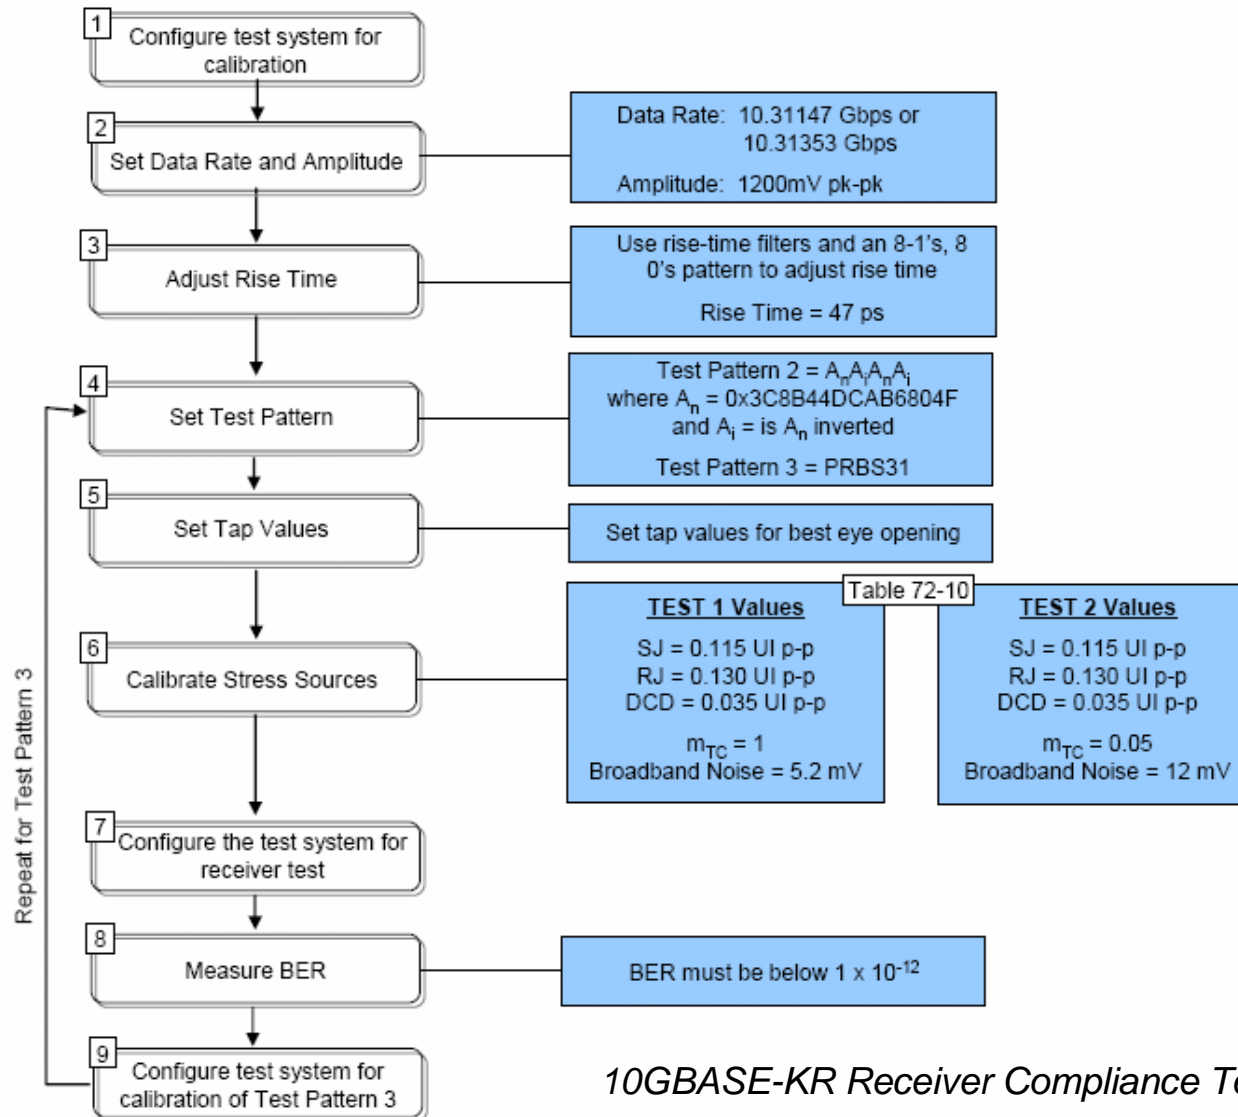 1
Configure test system for
calibration
2
Set Data Rate and Amplitude
Data Rate: 10.31147 Gbps or
10.31353 Gbps
Amplitude: 1200mV pk-pk
3
Adjust Rise Time
Use rise-time filters and an 8-1's, 8
0's pattern to adjust rise time
Rise Time = 47 ps
4
Set Test Pattern
Test Pattern 2 = AnAiAnAi
where An = 0x3C8B44DCAB6804F
and Ai = is An inverted
Test Pattern 3 = PRBS31
5
Set Tap Values
Set tap values for best eye opening
Table 72-10
6
Calibrate Stress Sources
TEST 1 Values
SJ = 0.115 UI p-p
RJ = 0.130 UI p-p
DCD = 0.035 UI p-p
mTC = 1
Broadband Noise = 5.2 mV
TEST 2 Values
SJ = 0.115 UI p-p
RJ = 0.130 UI p-p
DCD = 0.035 UI p-p
mTC = 0.05
Broadband Noise = 12 mV
7
Configure the test system for
receiver test
8
Measure BER
BER must be below 1 x 10-12
9
Configure test system for
calibration of Test Pattern 3
Repeat for Test Pattern 3
10GBASE-KR Receiver Compliance Te